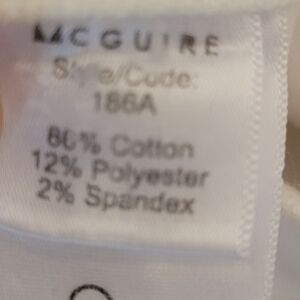 MCGUIRE
Style/Code:
186A
86% Cotton
12% Polyester
2% Spandex